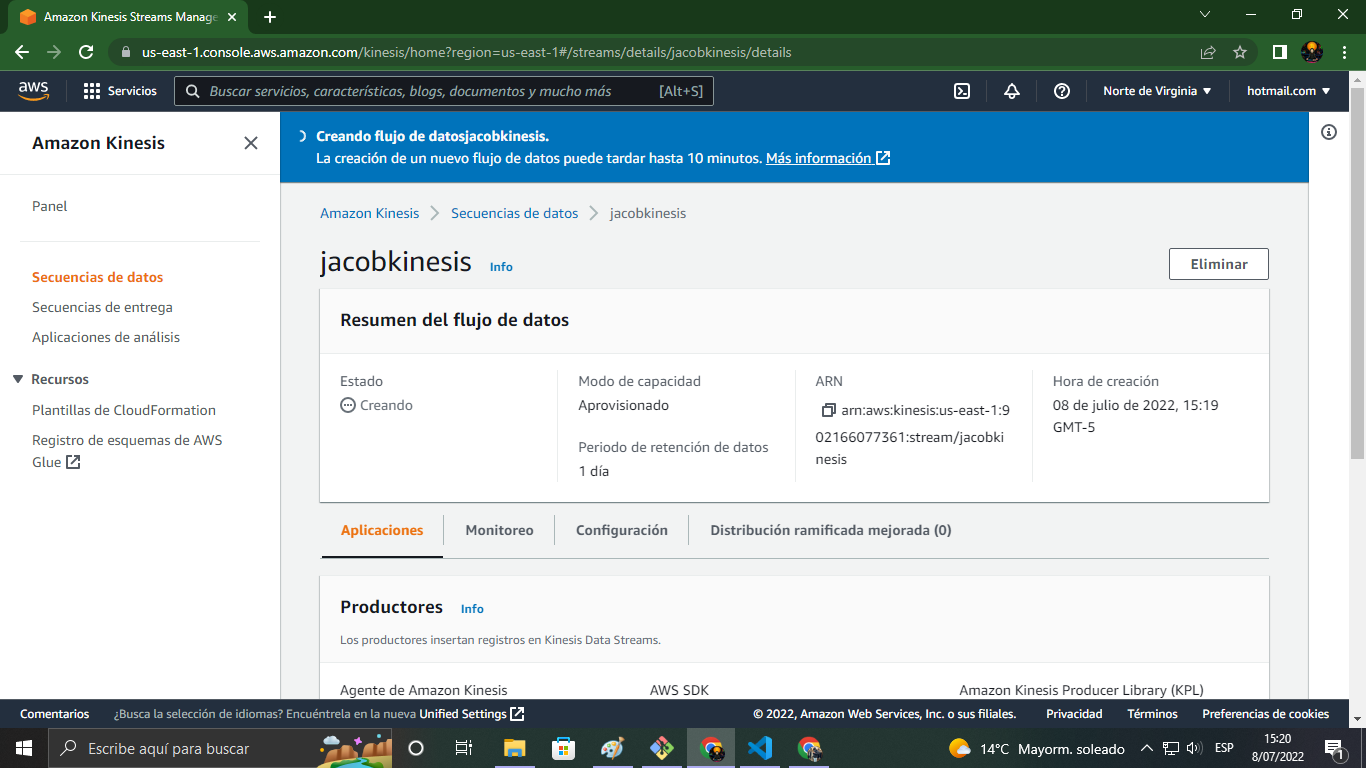 Amazon Kinesis Streams Manage
us-east-1.console.aws.amazon.com/kinesis/home?region=us-east-1#/streams/details/jacobkinesis/details
aws
Servicios
Buscar servicios, características, blogs, documentos y mucho más
[Alt+S]
Norte de Virginia
hotmail.com
Amazon Kinesis
Panel
Secuencias de datos
Secuencias de entrega
Aplicaciones de análisis
Recursos
Plantillas de CloudFormation
Registro de esquemas de AWS
Glue
Creando flujo de datosjacobkinesis.
La creación de un nuevo flujo de datos puede tardar hasta 10 minutos. Más información
Amazon Kinesis
Secuencias de datos
jacobkinesis
jacobkinesis
Info
Eliminar
Resumen del flujo de datos
Estado
Creando
Modo de capacidad
Aprovisionado
Periodo de retención de datos
1 día
ARN
arn:aws:kinesis:us-east-1:9
02166077361:stream/jacobki
nesis
Hora de creación
08 de julio de 2022, 15:19
GMT-5
Aplicaciones
Monitoreo
Configuración
Distribución ramificada mejorada (0)
Productores
Info
Los productores insertan registros en Kinesis Data Streams.
Agente de Amazon Kinesis
AWS SDK
Amazon Kinesis Producer Library (KPL)
Comentarios
¿Busca la selección de idiomas? Encuéntrela en la nueva Unified Settings
© 2022, Amazon Web Services, Inc. o sus filiales.
Privacidad
Términos
Preferencias de cookies
Escribe aquí para buscar
14°C Mayorm. soleado
ESP
15:20
8/07/2022
1